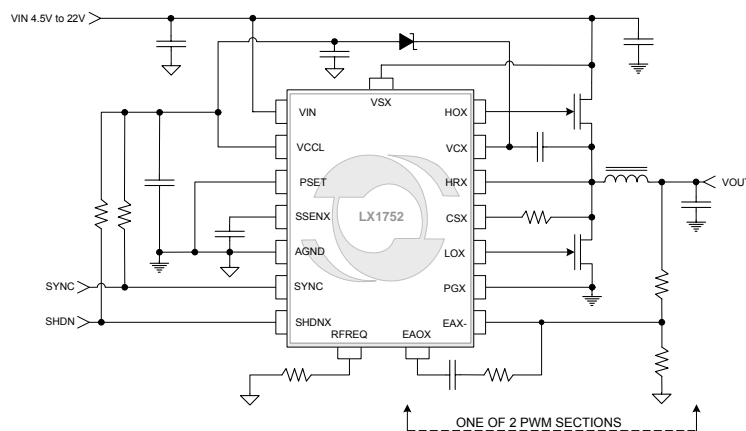 VIN 4.5V to 22V
VSX
VIN
HOX
VCCL
VCX
PSET
HRX
VOUT
SSENX
LX1752
CSX
AGND
LOX
SYNC
SYNC
PGX
SHDN
SHDNX
EAX-
RFREQ
EAOX
ONE OF 2 PWM SECTIONS